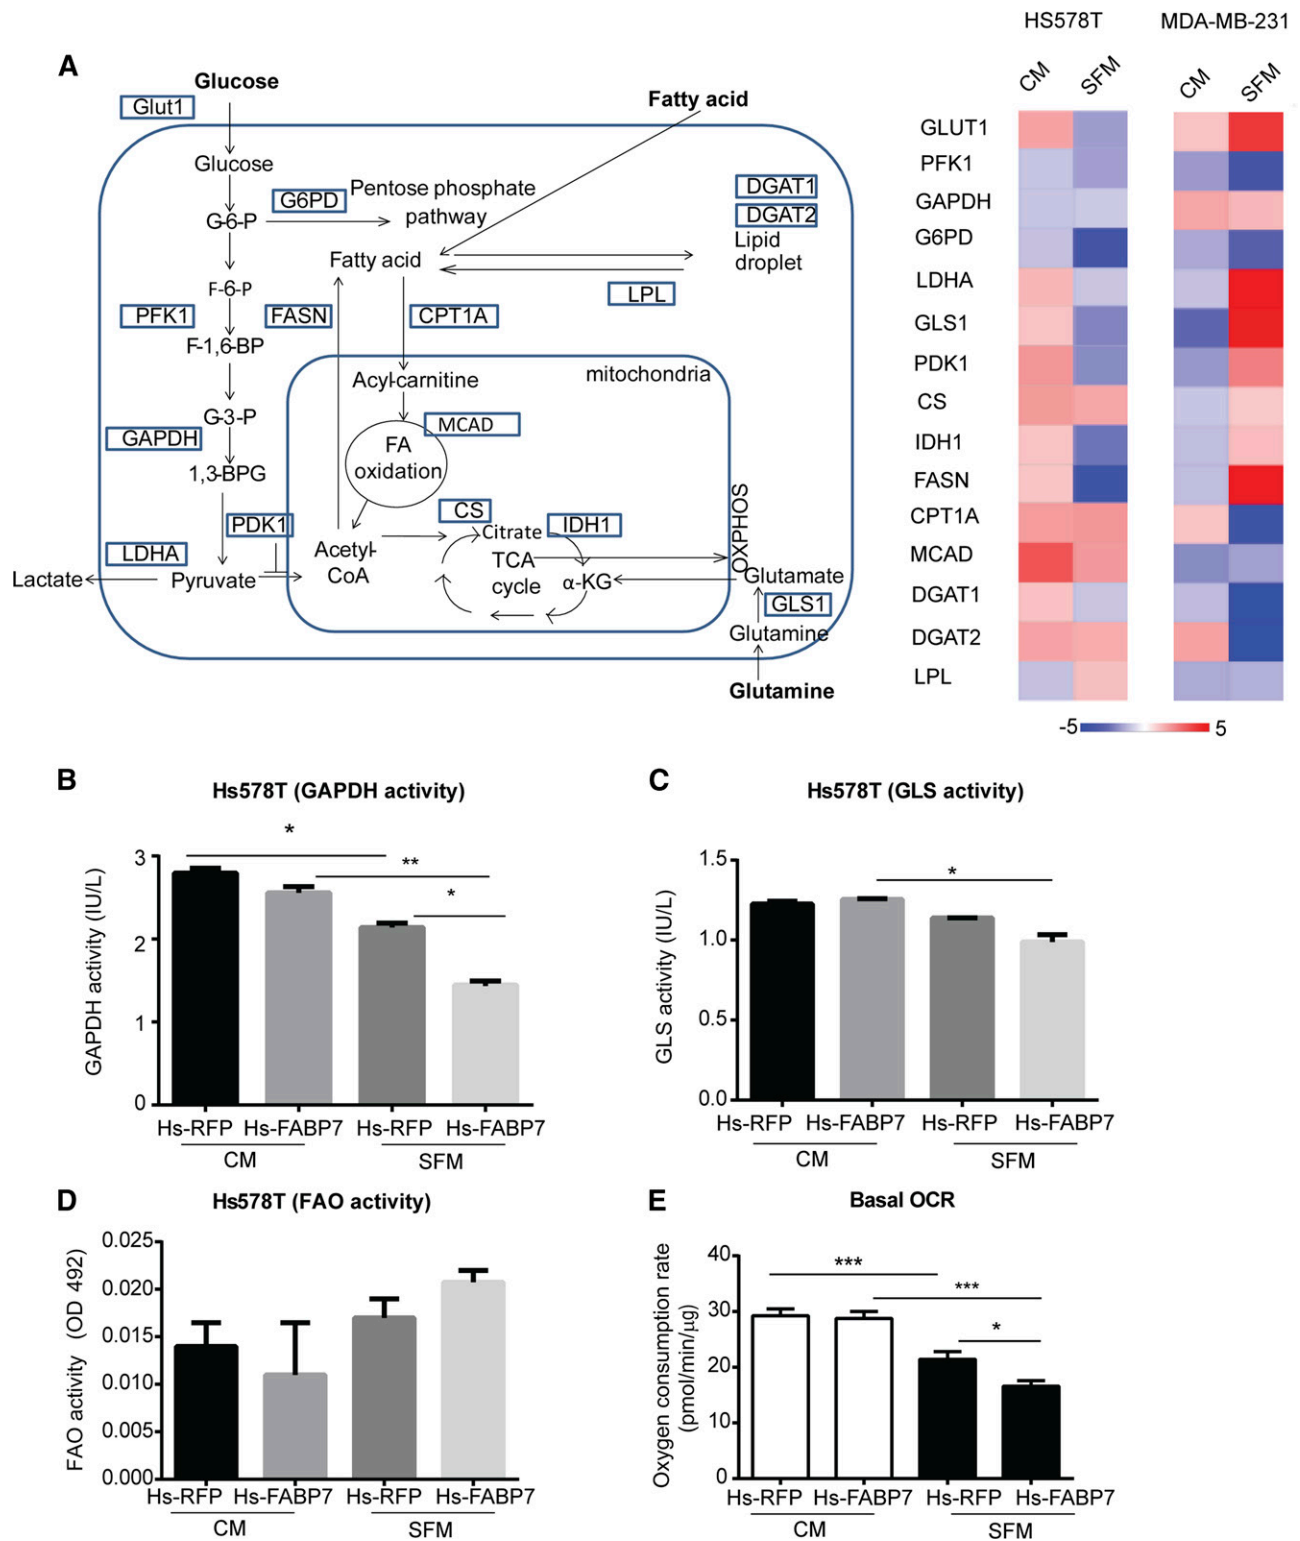 A
Glucose
Glut1
Fatty acid
Glucose
G6PD
Pentose phosphate
pathway
G-6-P
DGAT1
DGAT2
Lipid
droplet
Fatty acid
F-6-P
LPL
PFK1
FASN
CPT1A
F-1,6-BP
Acyl-carnitine
mitochondria
G-3-P
MCAD
GAPDH
FA
oxidation
1,3-BPG
OXPHOS
CS
PDK1
Citrate
IDH1
LDHA
Acetyl-
CoA
TCA
cycle
Lactate
Pyruvate
α-KG
Glutamate
GLS1
Glutamine
Glutamine
HS578T
MDA-MB-231
CM
SFM
CM
SFM
GLUT1
PFK1
GAPDH
G6PD
LDHA
GLS1
PDK1
CS
IDH1
FASN
CPT1A
MCAD
DGAT1
DGAT2
LPL
-5
5
B
Hs578T (GAPDH activity)
GAPDH activity (IU/L)
3
2
1
0
*
**
*
Hs-RFP Hs-FABP7 Hs-RFP Hs-FABP7
CM SFM
C
Hs578T (GLS activity)
GLS activity (IU/L)
1.5
1.0
0.5
0.0
*
Hs-RFP Hs-FABP7 Hs-RFP Hs-FABP7
CM SFM
D
Hs578T (FAO activity)
FAO activity (OD 492)
0.025
0.020
0.015
0.010
0.005
0.000
Hs-RFP Hs-FABP7 Hs-RFP Hs-FABP7
CM SFM
E
Basal OCR
Oxygen consumption rate
(pmol/min/µg)
40
30
20
10
0
***
***
*
Hs-RFP Hs-FABP7 Hs-RFP Hs-FABP7
CM SFM